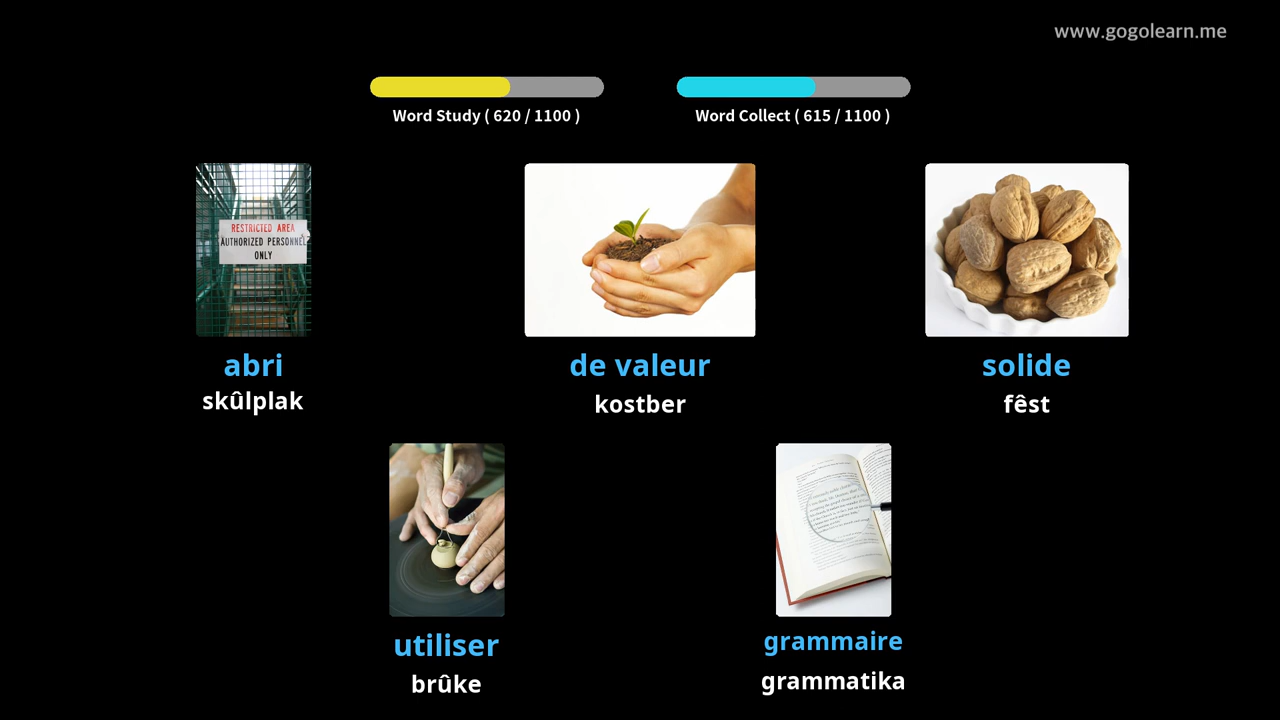 www.gogolearn.me
Word Study ( 620 / 1100 )
Word Collect ( 615 / 1100 )
RESTRICTED AREA
AUTHORIZED PERSONNEL
ONLY
abri
skûlplak
de valeur
kostber
solide
fêst
utiliser
brûke
grammaire
grammatika